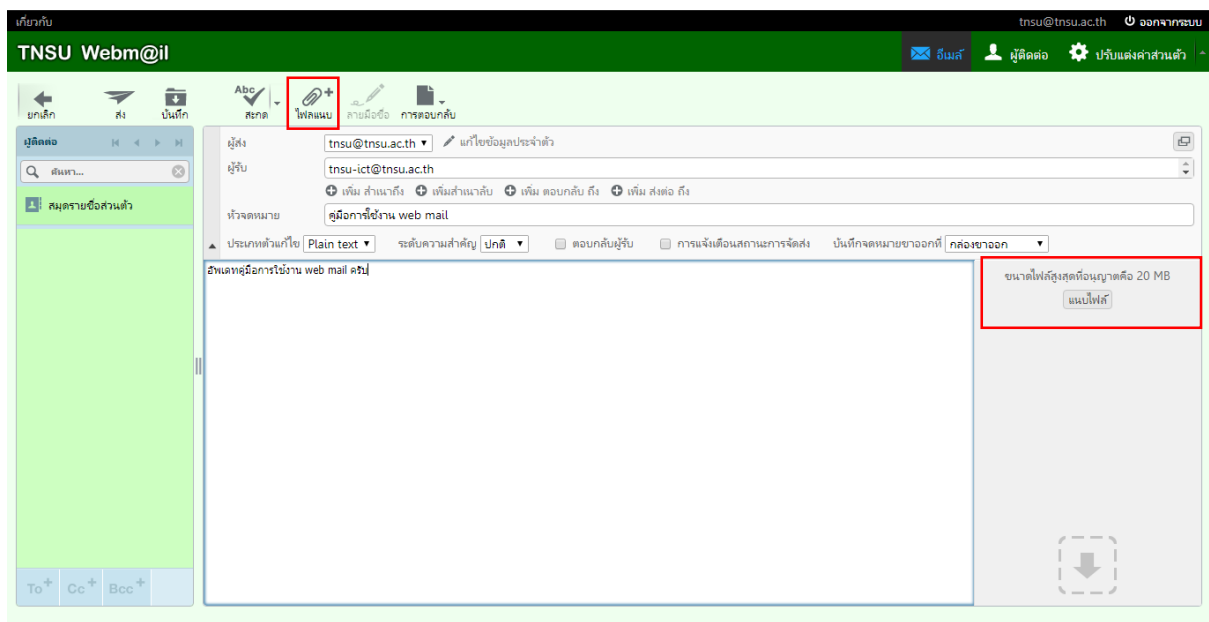 เกี่ยวกับ tnsu@tnsu.ac.th ออกจากระบบ
TNSU Webm@il อีเมล์ ผู้ติดต่อ ปรับแต่งค่าส่วนตัว
ยกเลิก ส่ง บันทึก สะกด ไฟลแนบ ลายมือชื่อ การตอบกลับ
ผู้ติดต่อ
ค้นหา...
สมุดรายชื่อส่วนตัว
ผู้ส่ง tnsu@tnsu.ac.th แก้ไขข้อมูลประจำตัว
ผู้รับ tnsu-ict@tnsu.ac.th
เพิ่ม สำเนาถึง เพิ่มสำเนาลับ เพิ่ม ตอบกลับ ถึง เพิ่ม ส่งต่อ ถึง
หัวจดหมาย คู่มือการใช้งาน web mail
ประเภทตัวแก้ไข Plain text ระดับความสำคัญ ปกติ ตอบกลับผู้รับ การแจ้งเตือนสถานะการจัดส่ง บันทึกจดหมายขาออกที่ กล่องขาออก
อัพเดทคู่มือการใช้งาน web mail ครับ
ขนาดไฟล์สูงสุดที่อนุญาตคือ 20 MB
แนบไฟล์
To+ Cc+ Bcc+